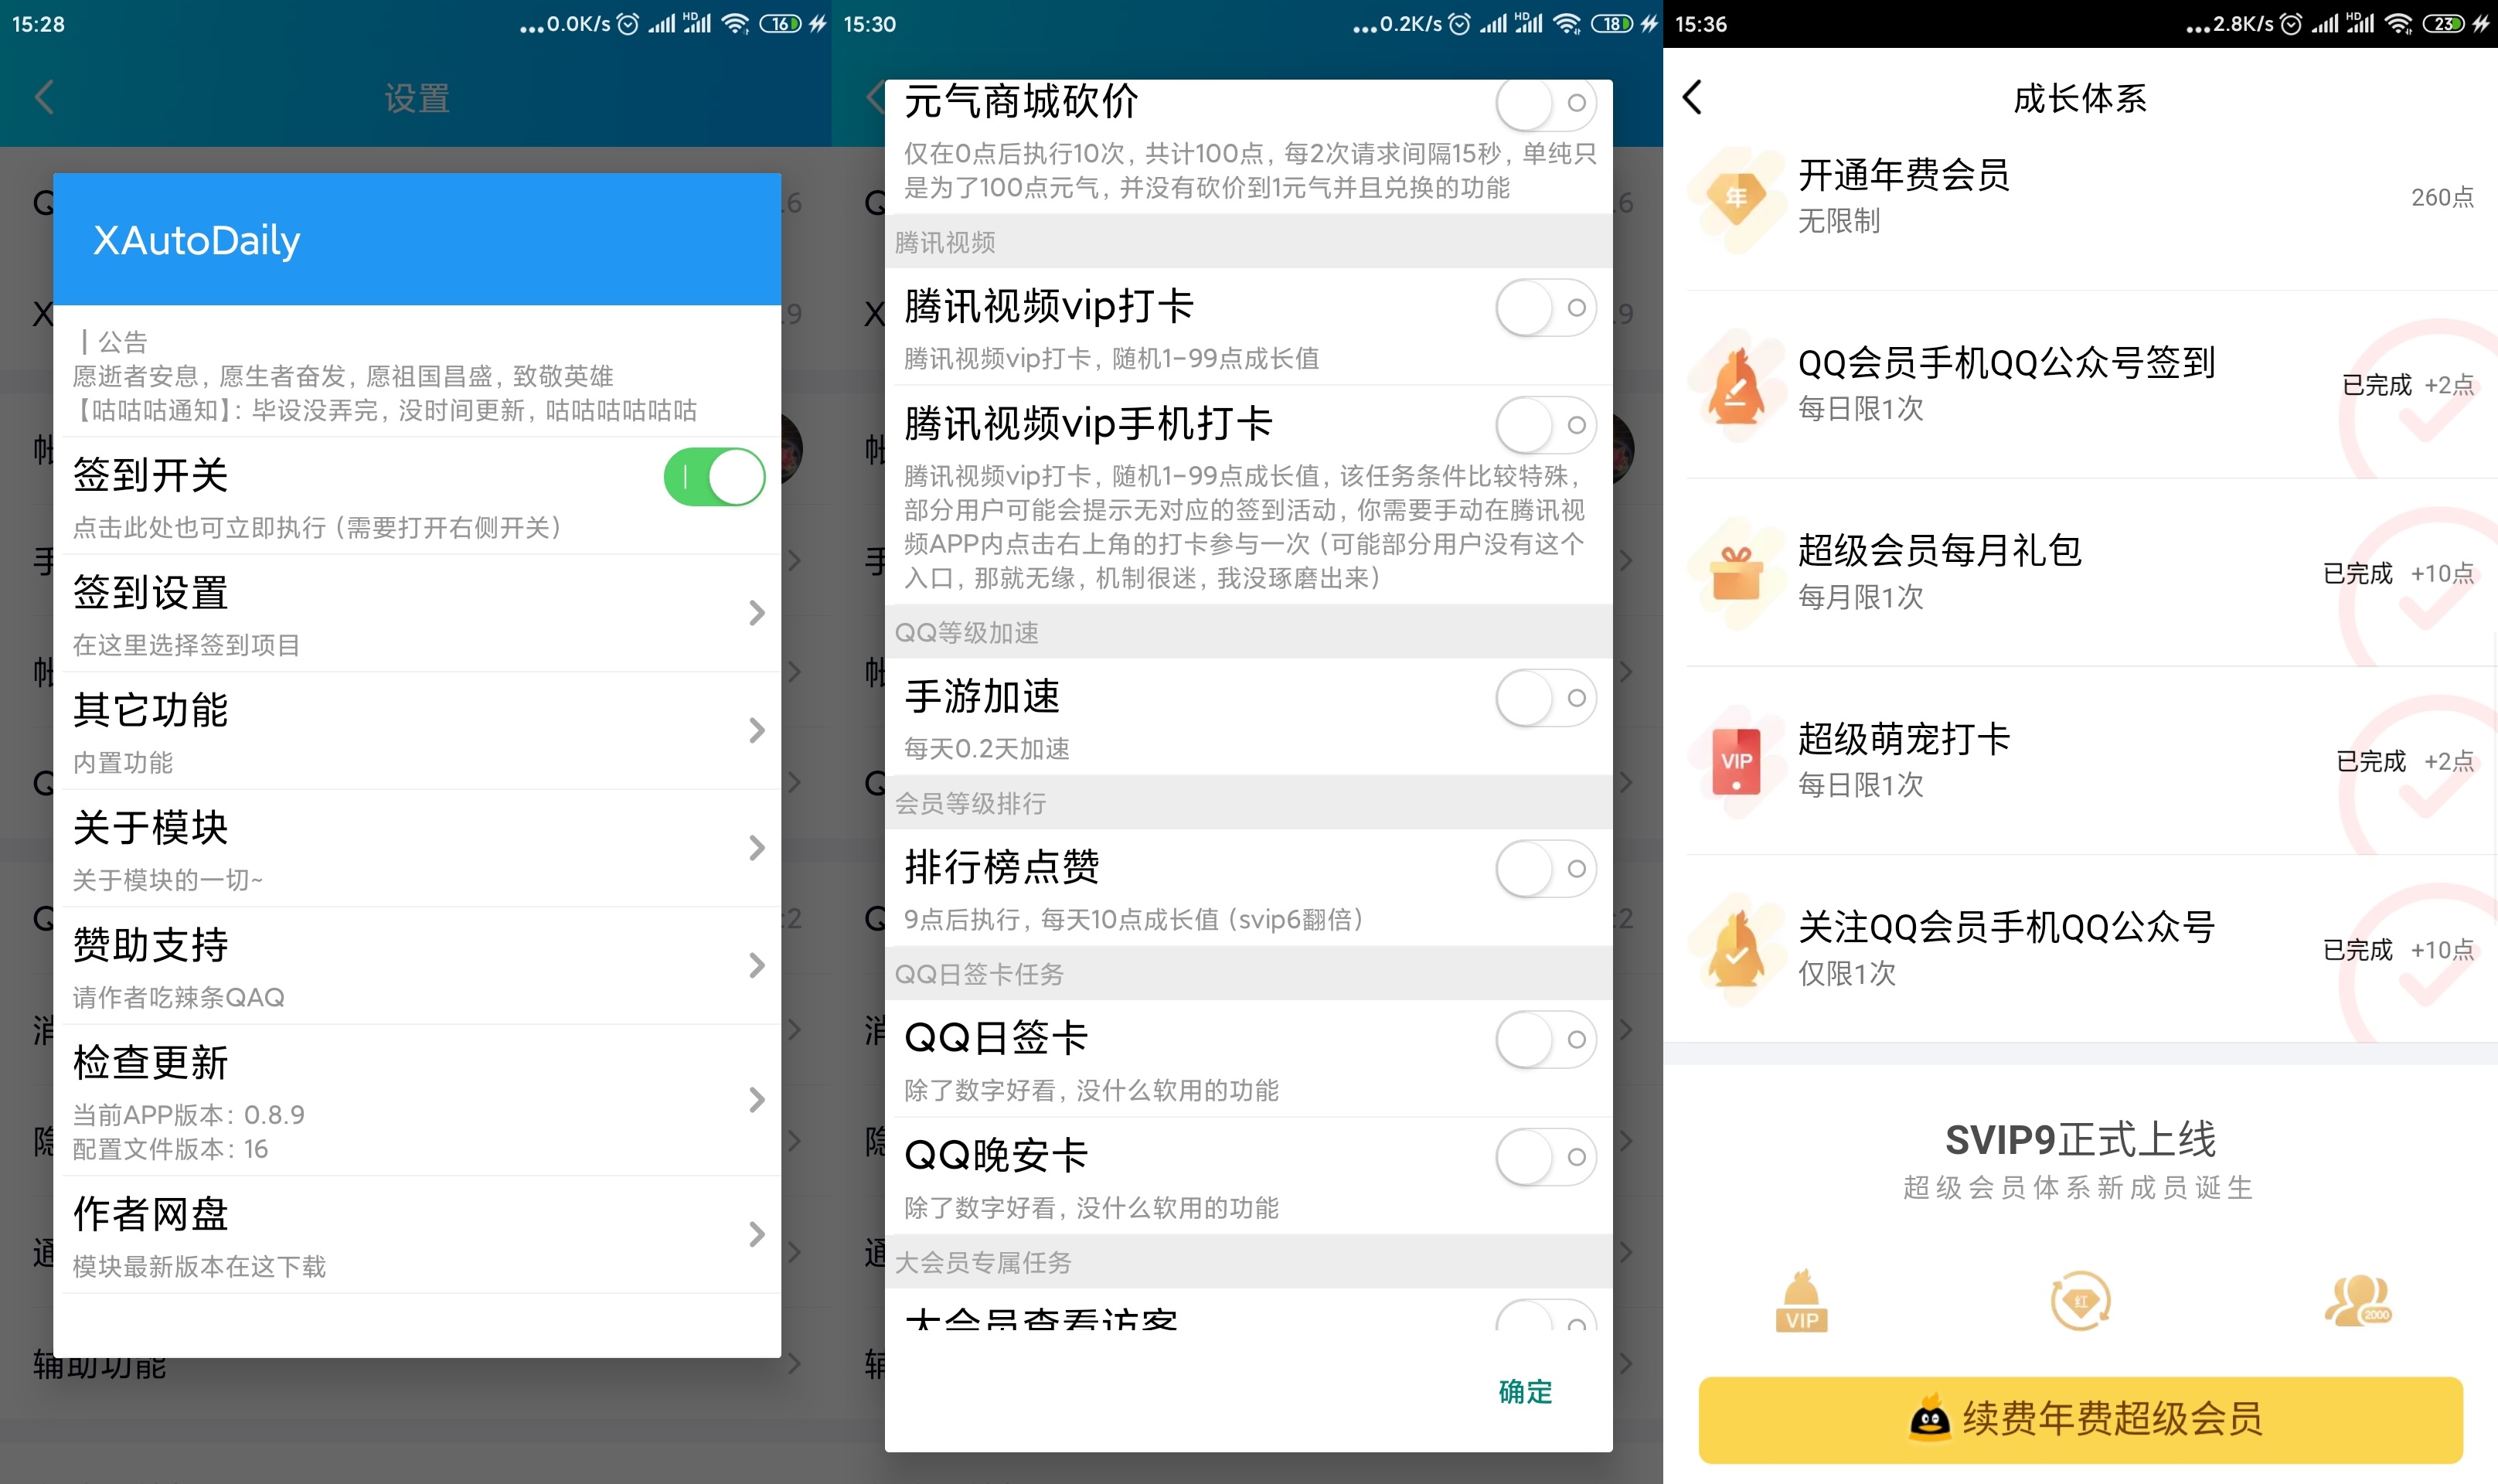 15:28
...0.0K/s
HD
16
设置
XAutoDaily
| 公告
愿逝者安息，愿生者奋发，愿祖国昌盛，致敬英雄
【咕咕咕通知】：毕设没弄完，没时间更新，咕咕咕咕咕咕
签到开关
点击此处也可立即执行（需要打开右侧开关）
签到设置
在这里选择签到项目
其它功能
内置功能
关于模块
关于模块的一切~
赞助支持
请作者吃辣条QAQ
检查更新
当前APP版本：0.8.9
配置文件版本：16
作者网盘
模块最新版本在这下载
辅助功能
15:30
...0.2K/s
HD
18
元气商城砍价
仅在0点后执行10次，共计100点，每2次请求间隔15秒，单纯只
是为了100点元气，并没有砍价到1元气并且兑换的功能
腾讯视频
腾讯视频vip打卡
腾讯视频vip打卡，随机1-99点成长值
腾讯视频vip手机打卡
腾讯视频vip打卡，随机1-99点成长值，该任务条件比较特殊，
部分用户可能会提示无对应的签到活动，你需要手动在腾讯视
频APP内点击右上角的打卡参与一次（可能部分用户没有这个
入口，那就无缘，机制很迷，我没琢磨出来）
QQ等级加速
手游加速
每天0.2天加速
会员等级排行
排行榜点赞
9点后执行，每天10点成长值（svip6翻倍）
QQ日签卡任务
QQ日签卡
除了数字好看，没什么软用的功能
QQ晚安卡
除了数字好看，没什么软用的功能
大会员专属任务
大会员查看访客
确定
15:36
...2.8K/s
HD
23
成长体系
年
开通年费会员
无限制
260点
QQ会员手机QQ公众号签到
每日限1次
已完成 +2点
超级会员每月礼包
每月限1次
已完成 +10点
VIP
超级萌宠打卡
每日限1次
已完成 +2点
关注QQ会员手机QQ公众号
仅限1次
已完成 +10点
SVIP9正式上线
超级会员体系新成员诞生
VIP
红
2000
续费年费超级会员